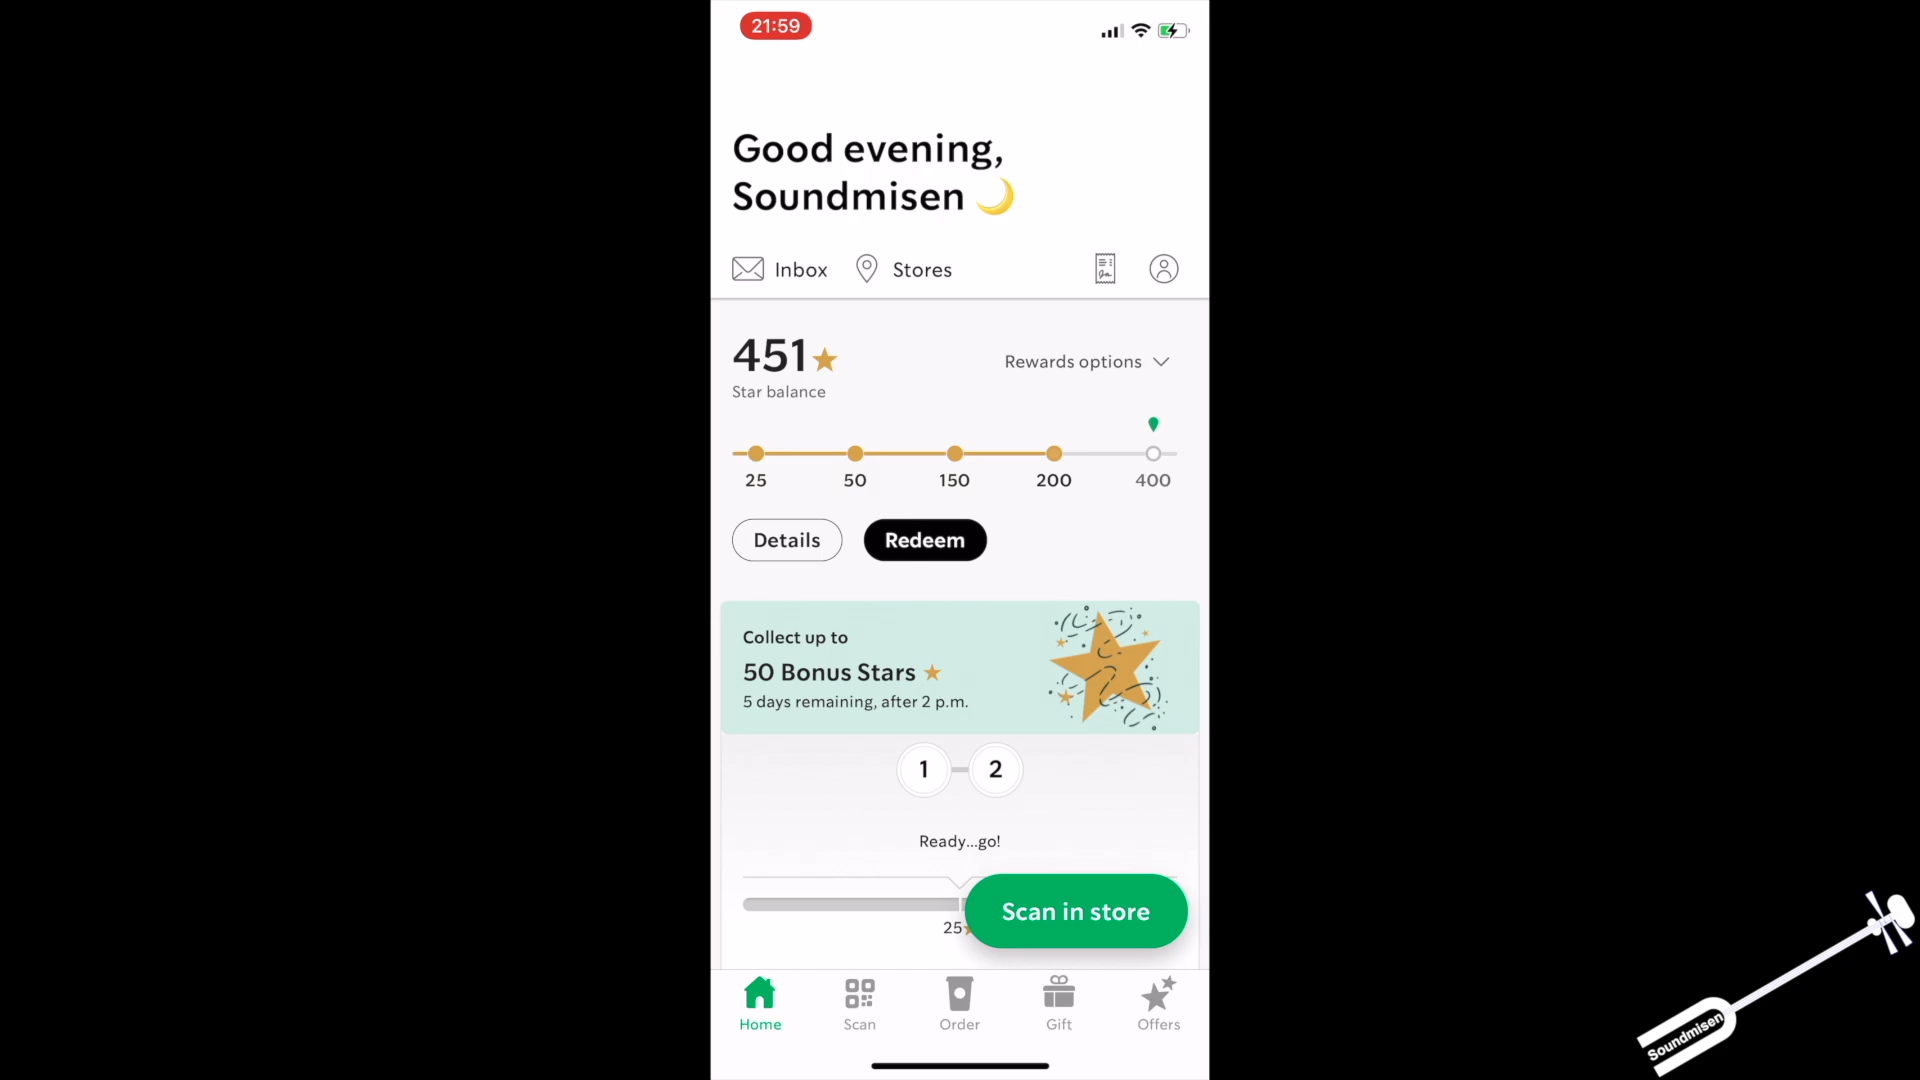 21:59
Good evening,
Soundmisen
Inbox
Stores
451
Rewards options
Star balance
25 50 150 200 400
Details
Redeem
Collect up to
50 Bonus Stars
5 days remaining, after 2 p.m.
1 2
Ready...go!
25
Scan in store
Home
Scan
Order
Gift
Offers
Soundmisen